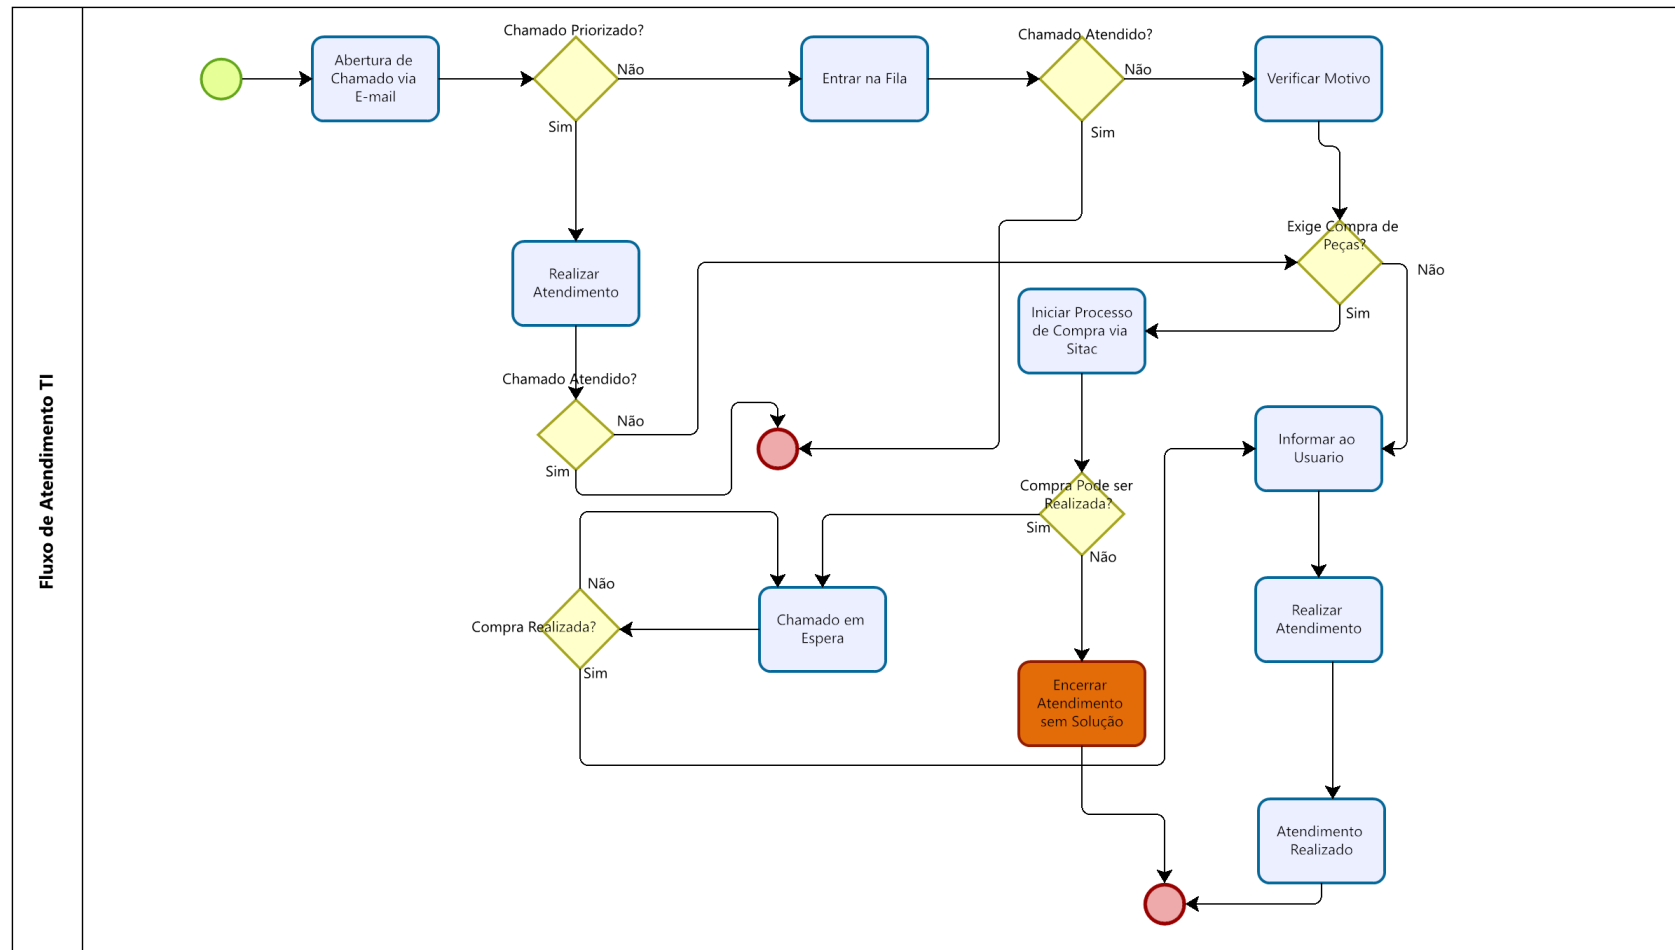 Fluxo de Atendimento TI
Chamado Priorizado?
Chamado Atendido?
Abertura de
Chamado via
E-mail
Não
Entrar na Fila
Não
Verificar Motivo
Sim
Sim
Exige Compra de
Peças?
Não
Realizar
Atendimento
Iniciar Processo
de Compra via
Sitac
Sim
Chamado Atendido?
Não
Sim
Informar ao
Usuario
Compra Pode ser
Realizada?
Sim
Não
Não
Compra Realizada?
Chamado em
Espera
Realizar
Atendimento
Sim
Encerrar
Atendimento
sem Solução
Atendimento
Realizado